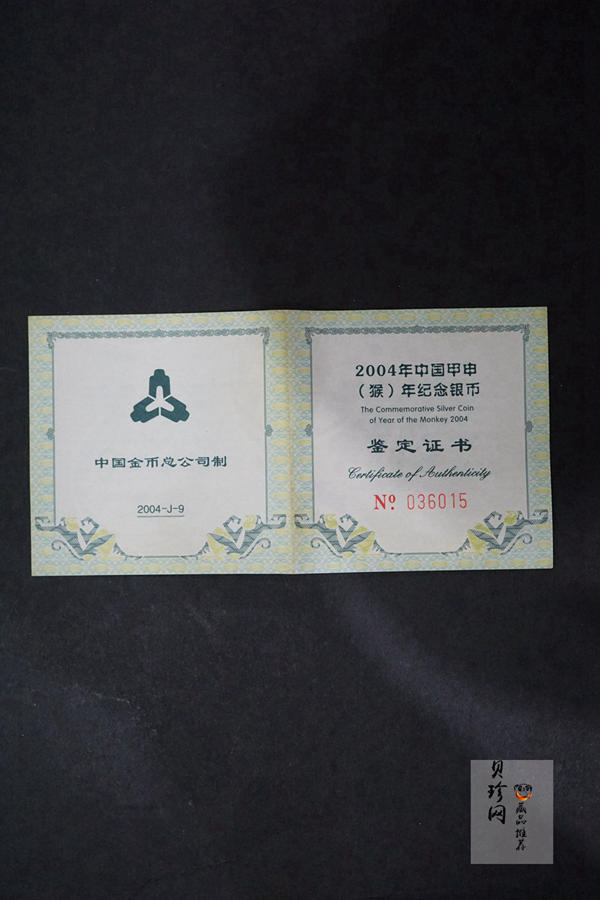 中国金币总公司制
2004-J-9
2004年中国甲申
（猴）年纪念银币
The Commemorative Silver Coin
of Year of the Monkey 2004
鉴定证书
Certificate of Authenticity
Nº 036015
贝珍网
藏品推荐